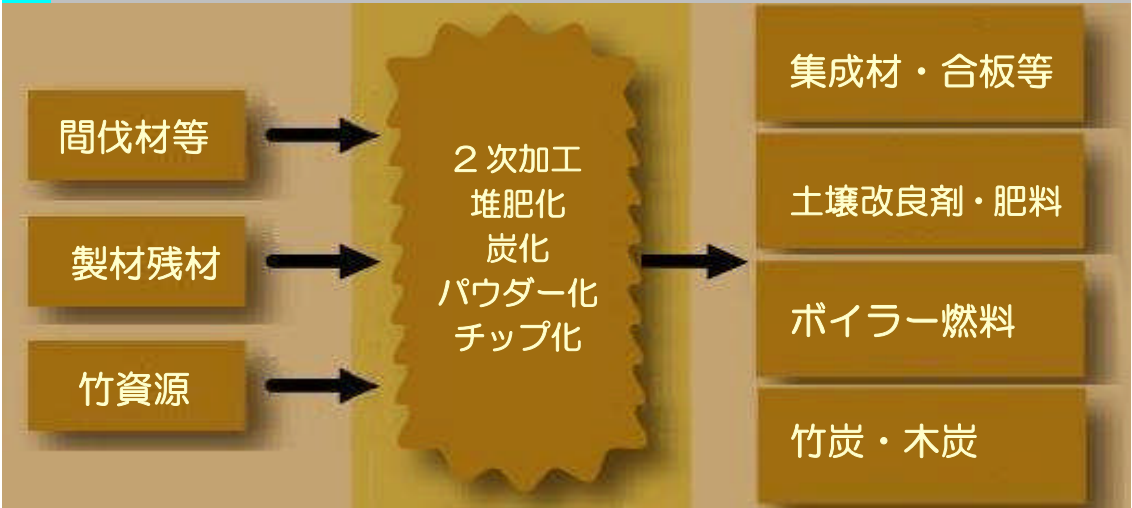 間伐材等
製材残材
竹資源
2次加工
堆肥化
炭化
パウダー化
チップ化
集成材・合板等
土壌改良剤・肥料
ボイラー燃料
竹炭・木炭